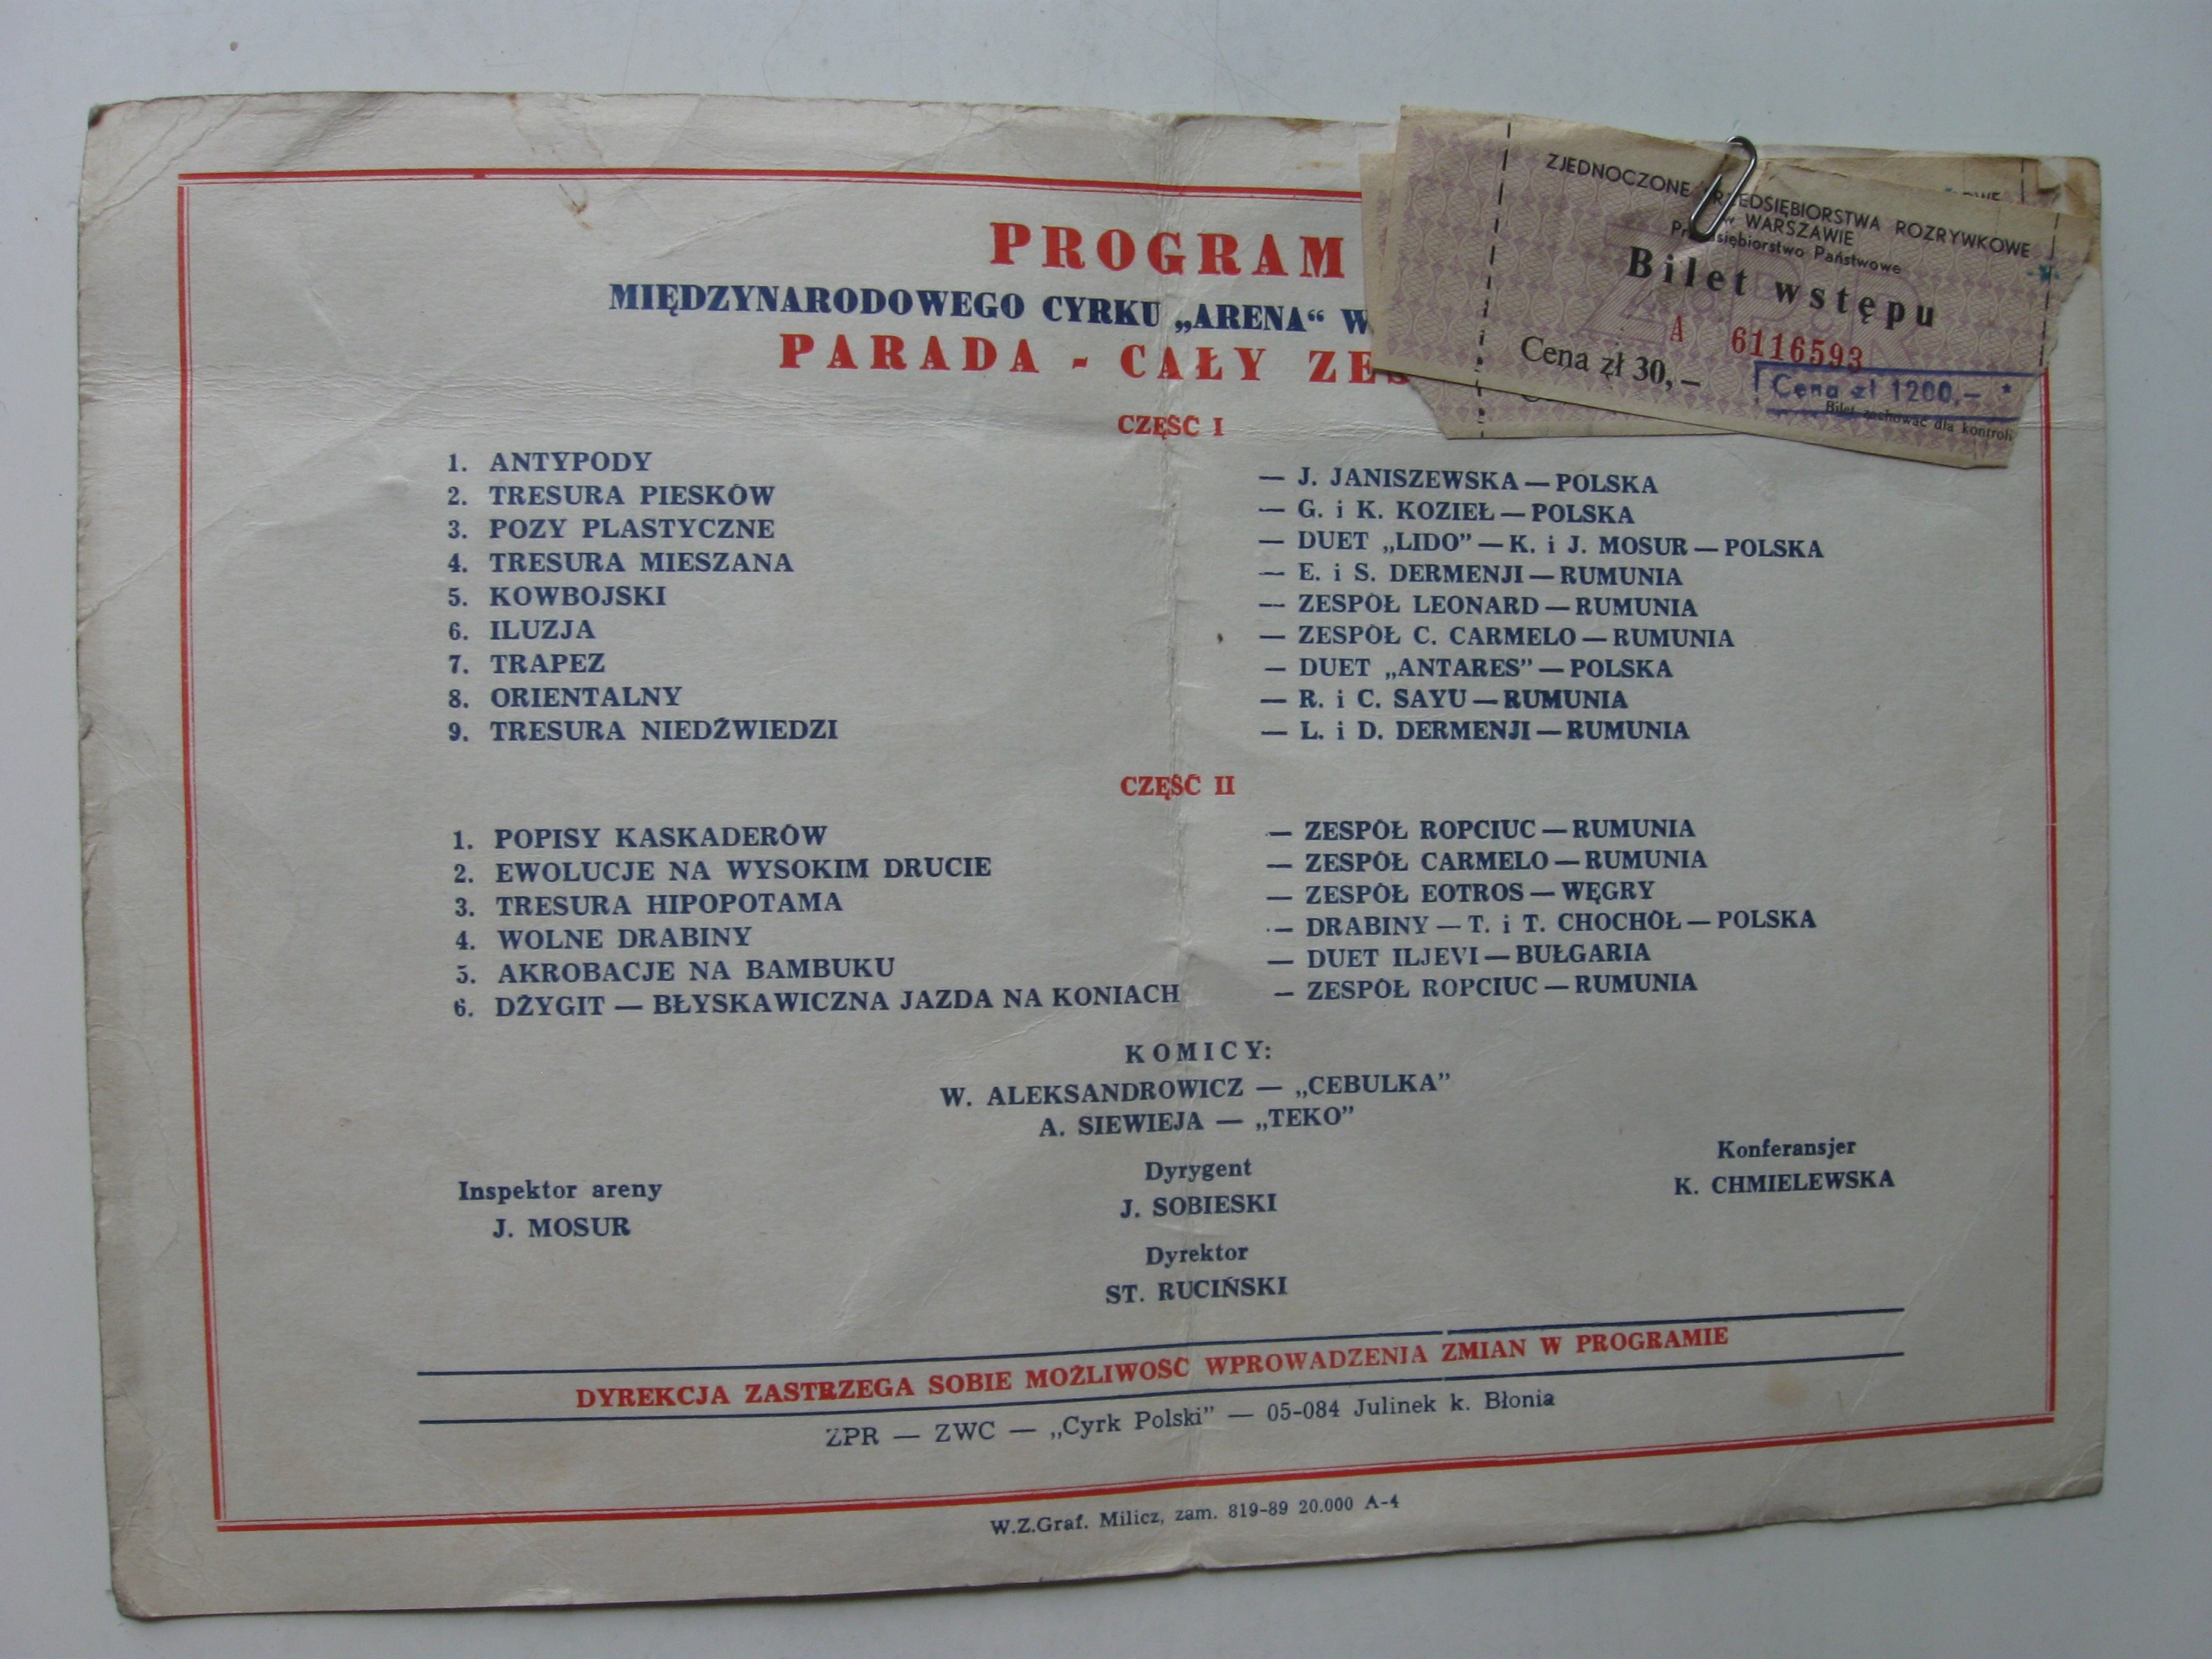 PROGRAM
MIĘDZYNARODOWEGO CYRKU „ARENA“ W
PARADA - CAŁY
ZJEDNOCZONE PRZEDSIĘBIORSTWA ROZRYWKOWE
w WARSZAWIE
Przedsiębiorstwo Państwowe
Bilet wstępu
A 6116593
Cena zł 30,—
Cena zł 1200,— *
Bilet zachować dla kontroli
CZĘŚĆ I
1. ANTYPODY — J. JANISZEWSKA — POLSKA
2. TRESURA PIESKÓW — G. i K. KOZIEŁ — POLSKA
3. POZY PLASTYCZNE — DUET „LIDO” — K. i J. MOSUR — POLSKA
4. TRESURA MIESZANA — E. i S. DERMENJI — RUMUNIA
5. KOWBOJSKI — ZESPÓŁ LEONARD — RUMUNIA
6. ILUZJA — ZESPÓŁ C. CARMELO — RUMUNIA
7. TRAPEZ — DUET „ANTARES” — POLSKA
8. ORIENTALNY — R. i C. SAYU — RUMUNIA
9. TRESURA NIEDŹWIEDZI — L. i D. DERMENJI — RUMUNIA
CZĘŚĆ II
1. POPISY KASKADERÓW — ZESPÓŁ ROPCIUC — RUMUNIA
2. EWOLUCJE NA WYSOKIM DRUCIE — ZESPÓŁ CARMELO — RUMUNIA
3. TRESURA HIPOPOTAMA — ZESPÓŁ EOTROS — WĘGRY
4. WOLNE DRABINY — DRABINY — T. i T. CHOCHÓŁ — POLSKA
5. AKROBACJE NA BAMBUKU — DUET ILJEVI — BUŁGARIA
6. DŻYGIT — BŁYSKAWICZNA JAZDA NA KONIACH — ZESPÓŁ ROPCIUC — RUMUNIA
KOMICY:
W. ALEKSANDROWICZ — „CEBULKA”
A. SIEWIEJA — „TEKO”
Inspektor areny
J. MOSUR
Dyrygent
J. SOBIESKI
Konferansjer
K. CHMIELEWSKA
Dyrektor
ST. RUCIŃSKI
DYREKCJA ZASTRZEGA SOBIE MOŻLIWOŚĆ WPROWADZENIA ZMIAN W PROGRAMIE
ZPR — ZWC — „Cyrk Polski” — 05-084 Julinek k. Błonia
W.Z.Graf. Milicz, zam. 819-89 20.000 A-4